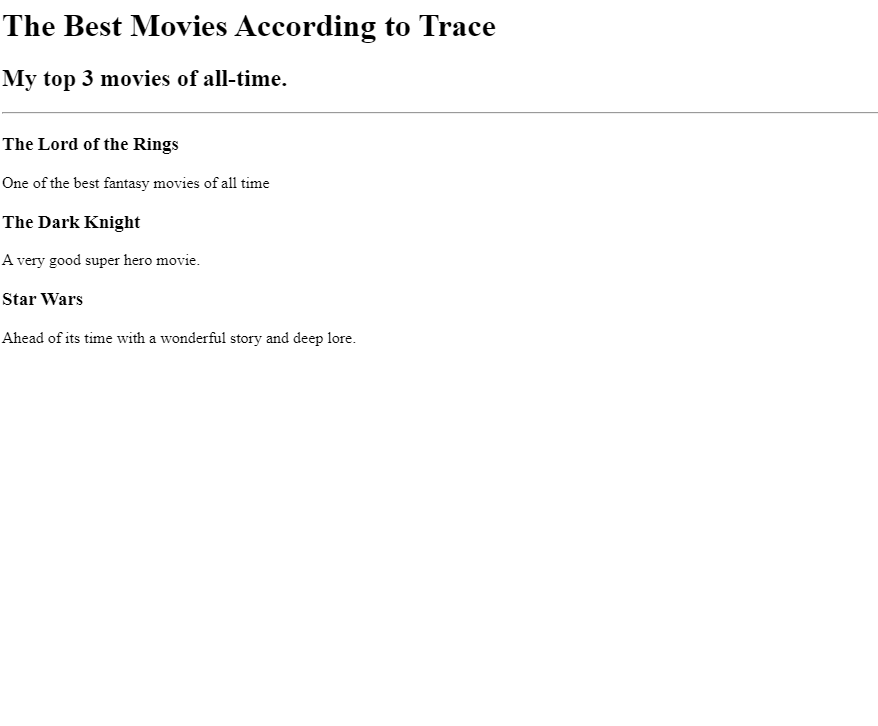 The Best Movies According to Trace
My top 3 movies of all-time.
The Lord of the Rings
One of the best fantasy movies of all time
The Dark Knight
A very good super hero movie.
Star Wars
Ahead of its time with a wonderful story and deep lore.